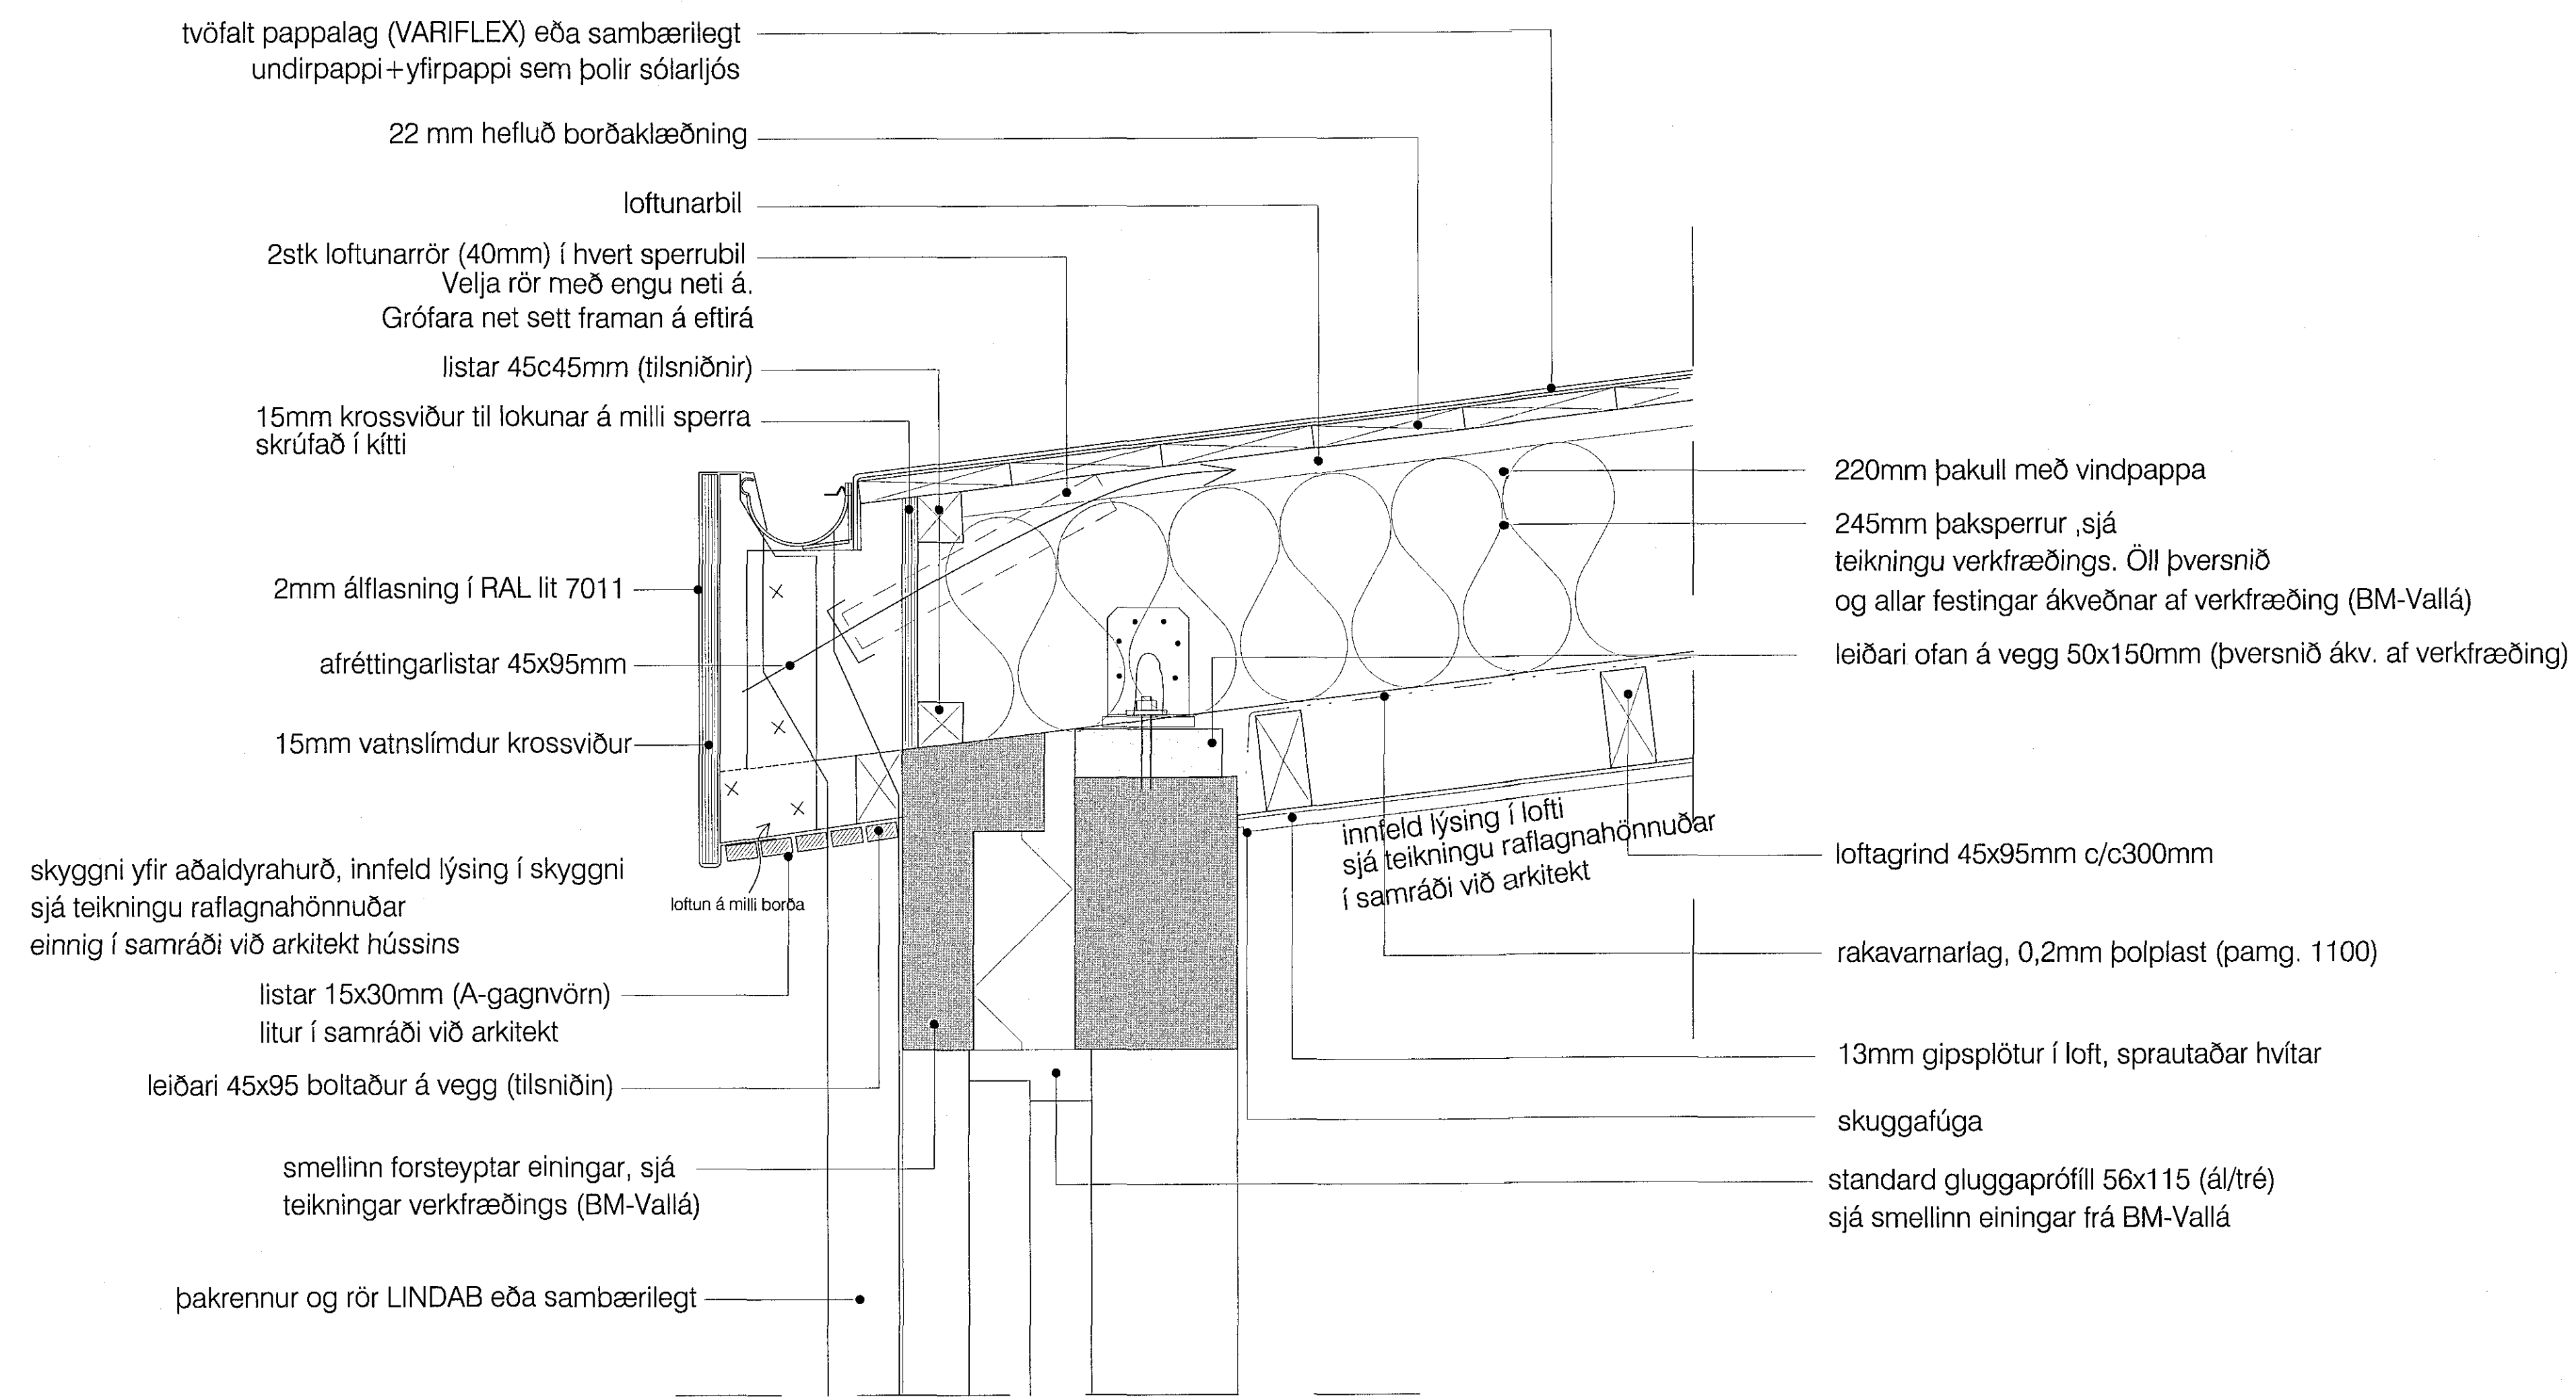 tvöfalt pappalag (VARIFLEX) eða sambærilegt
undirpappi+yfirpappi sem þolir sólarljós
22 mm hefluð borðaklæðning
loftunarbil
2stk loftunarrör (40mm) í hvert sperrubil
Velja rör með engu neti á.
Grófara net sett framan á eftirá
listar 45c45mm (tilsniðnir)
15mm krossviður til lokunar á milli sperra
skrúfað í kítti
2mm álflasning í RAL lit 7011
afréttingarlistar 45x95mm
15mm vatnslímdur krossviður
skyggni yfir aðaldyrahurð, innfeld lýsing í skyggni
sjá teikningu raflagnahönnuðar
einnig í samráði við arkitekt hússins
loftun á milli borða
listar 15x30mm (A-gagnvörn)
litur í samráði við arkitekt
leiðari 45x95 boltaður á vegg (tilsniðin)
smellinn forsteyptar einingar, sjá
teikningar verkfræðings (BM-Vallá)
þakrennur og rör LINDAB eða sambærilegt
220mm þakull með vindpappa
245mm þaksperrur ,sjá
teikningu verkfræðings. Öll þversnið
og allar festingar ákveðnar af verkfræðing (BM-Vallá)
leiðari ofan á vegg 50x150mm (þversnið ákv. af verkfræðing)
innfeld lýsing í lofti
sjá teikningu raflagnahönnuðar
í samráði við arkitekt
loftagrind 45x95mm c/c300mm
rakavarnarlag, 0,2mm þolplast (pamg. 1100)
13mm gipsplötur í loft, sprautaðar hvítar
skuggafúga
standard gluggaprófíll 56x115 (ál/tré)
sjá smellinn einingar frá BM-Vallá